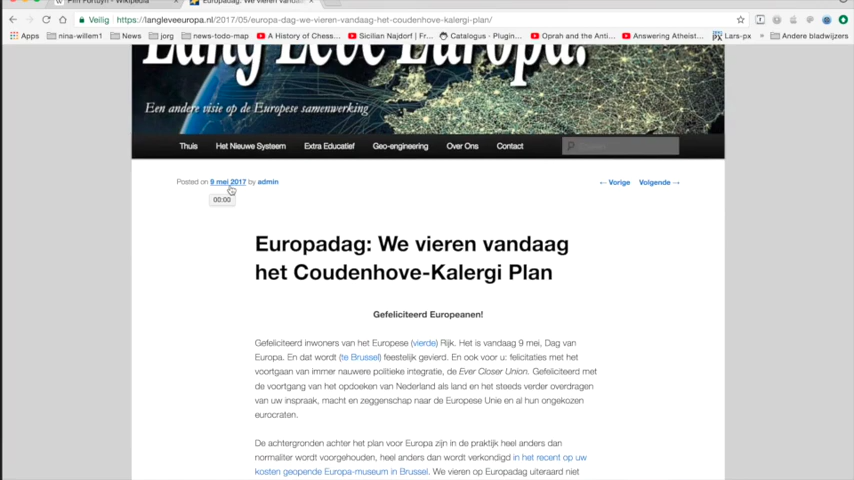 Pim Fortuyn - Wikipedia
Europadag: We vieren vandaag
Veilig https://langleveeuropa.nl/2017/05/europa-dag-we-vieren-vandaag-het-coudenhove-kalergi-plan/
Apps nina-willem1 News jorg news-todo-map A History of Chess... Sicilian Najdorf | Fr... Catalogus - Plugin... Oprah and the Anti... Answering Atheist... Lars-px Andere bladwijzers
Lang Leve Europa!
Een andere visie op de Europese samenwerking
Thuis Het Nieuwe Systeem Extra Educatief Geo-engineering Over Ons Contact Zoeken
Posted on 9 mei 2017 by admin ← Vorige Volgende →
00:00
Europadag: We vieren vandaag
het Coudenhove-Kalergi Plan
Gefeliciteerd Europeanen!
Gefeliciteerd inwoners van het Europese (vierde) Rijk. Het is vandaag 9 mei, Dag van
Europa. En dat wordt (te Brussel) feestelijk gevierd. En ook voor u: felicitaties met het
voortgaan van immer nauwere politieke integratie, de Ever Closer Union. Gefeliciteerd met
de voortgang van het opdoeken van Nederland als land en het steeds verder overdragen
van uw inspraak, macht en zeggenschap naar de Europese Unie en al hun ongekozen
eurocraten.
De achtergronden achter het plan voor Europa zijn in de praktijk heel anders dan
normaliter wordt voorgehouden, heel anders dan wordt verkondigd in het recent op uw
kosten geopende Europa-museum in Brussel. We vieren op Europadag uiteraard niet